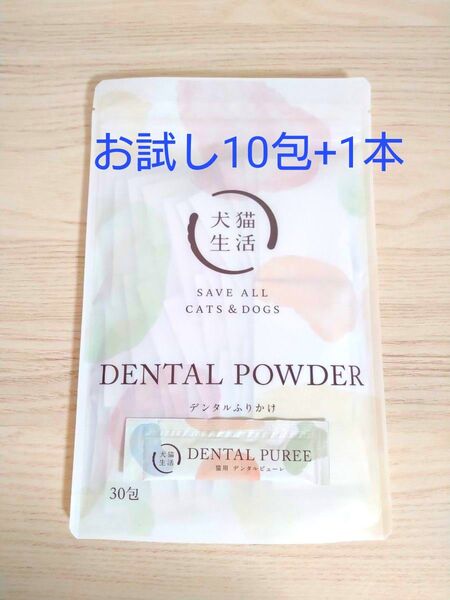 お試し10包+1本
犬猫
生活
SAVE ALL
CATS & DOGS
DENTAL POWDER
デンタルふりかけ
犬猫
生活
DENTAL PUREE
猫用 デンタルピューレ
30包